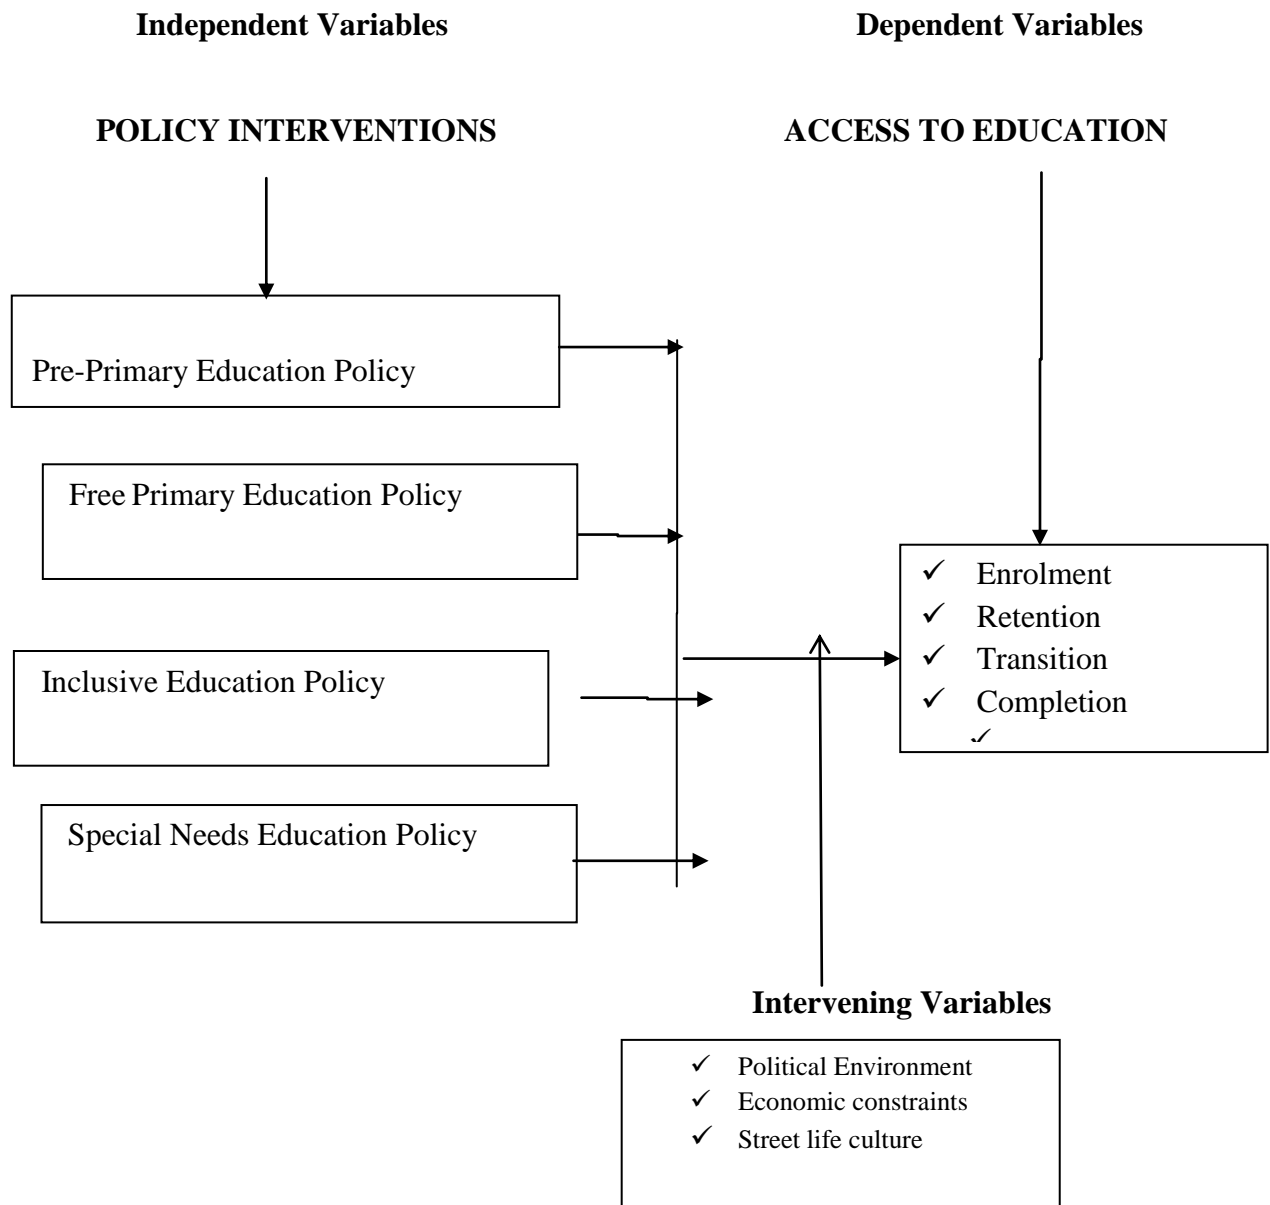 Independent Variables
Dependent Variables
POLICY INTERVENTIONS
ACCESS TO EDUCATION
Pre-Primary Education Policy
Free Primary Education Policy
Inclusive Education Policy
Special Needs Education Policy
✓ Enrolment
✓ Retention
✓ Transition
✓ Completion
✓
Intervening Variables
✓ Political Environment
✓ Economic constraints
✓ Street life culture